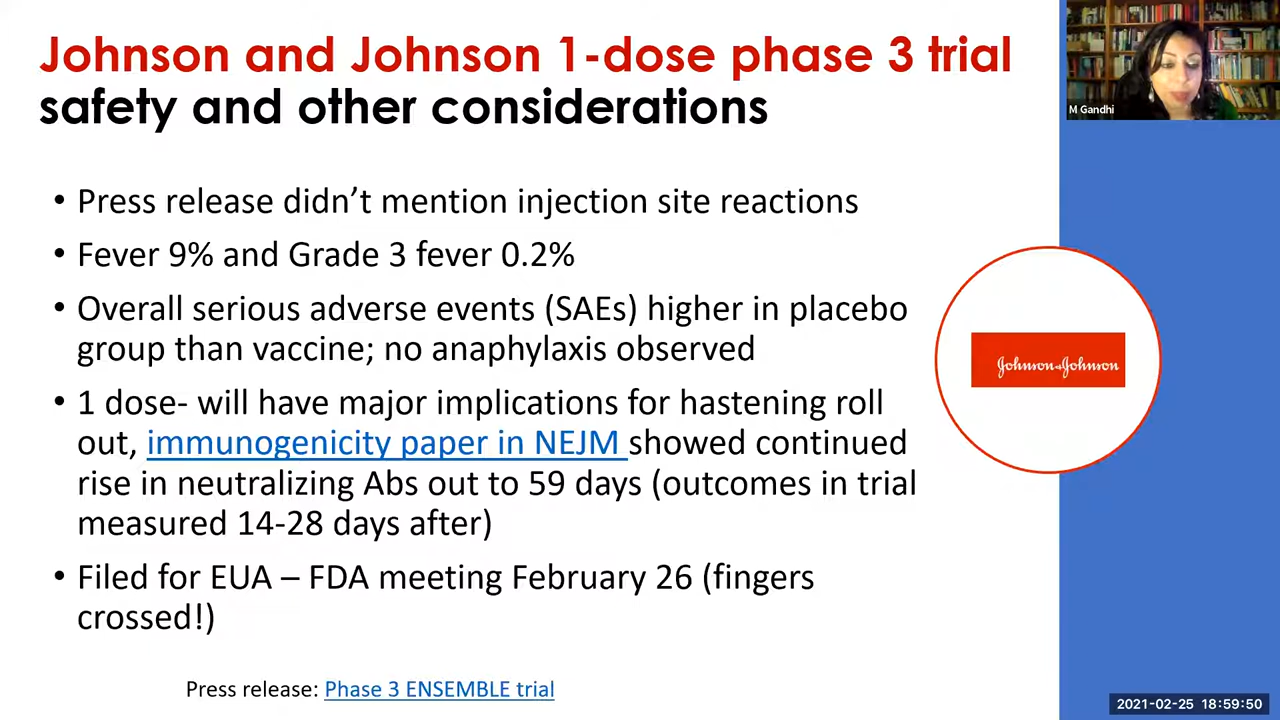 Johnson and Johnson 1-dose phase 3 trial
safety and other considerations
M Gandhi
• Press release didn’t mention injection site reactions
• Fever 9% and Grade 3 fever 0.2%
• Overall serious adverse events (SAEs) higher in placebo
group than vaccine; no anaphylaxis observed
• 1 dose- will have major implications for hastening roll
out, immunogenicity paper in NEJM showed continued
rise in neutralizing Abs out to 59 days (outcomes in trial
measured 14-28 days after)
• Filed for EUA – FDA meeting February 26 (fingers
crossed!)
Johnson&Johnson
Press release: Phase 3 ENSEMBLE trial
2021-02-25 18:59:50